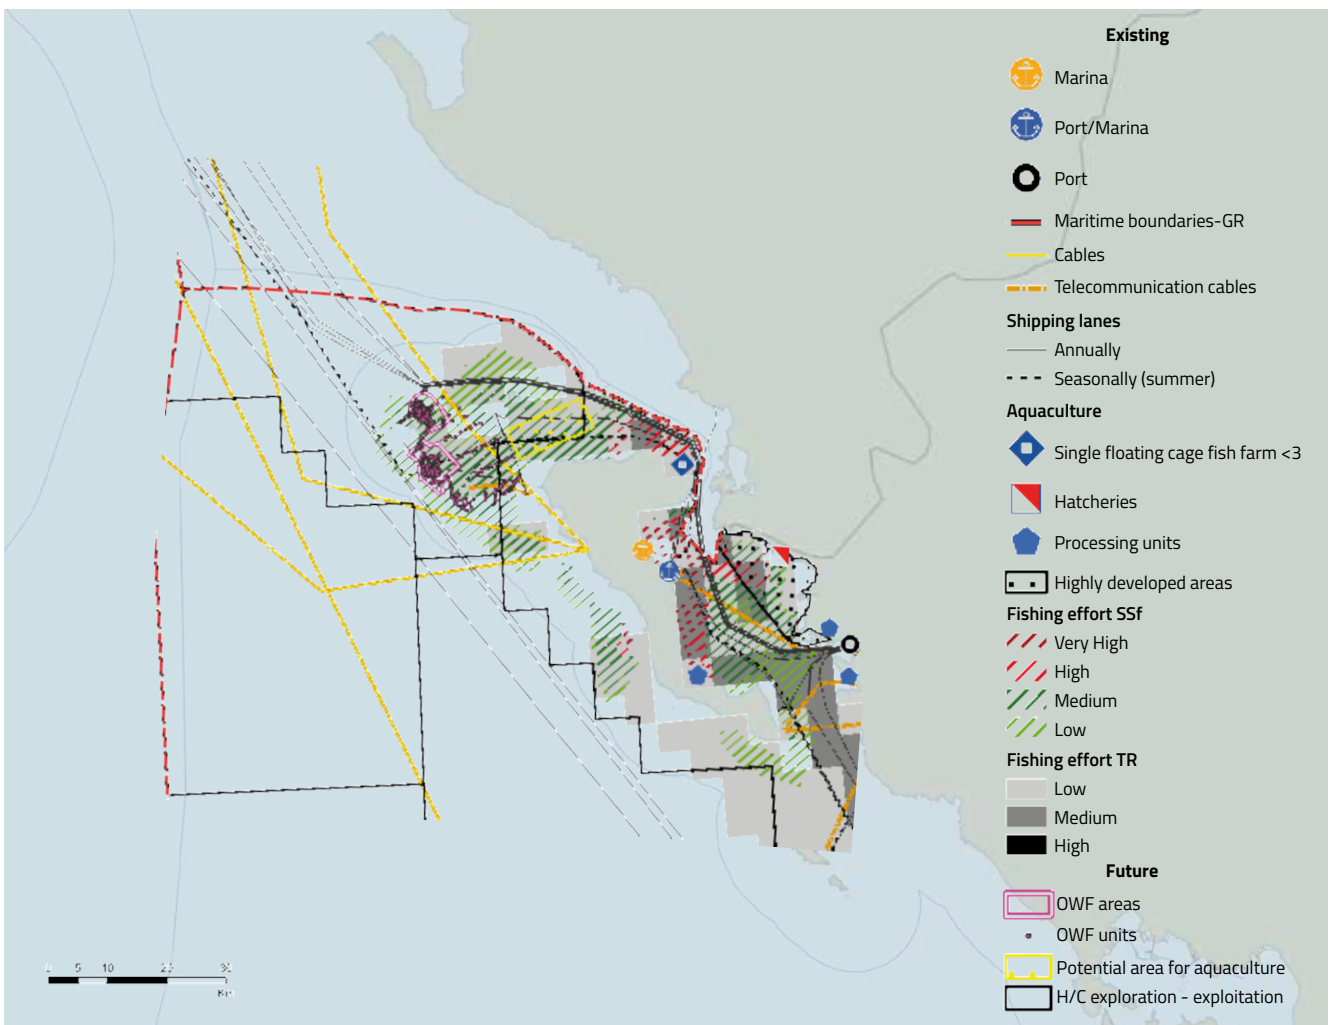 Existing
Marina
Port/Marina
Port
Maritime boundaries-GR
Cables
Telecommunication cables
Shipping lanes
Annually
Seasonally (summer)
Aquaculture
Single floating cage fish farm <3
Hatcheries
Processing units
Highly developed areas
Fishing effort SSf
Very High
High
Medium
Low
Fishing effort TR
Low
Medium
High
Future
OWF areas
OWF units
Potential area for aquaculture
H/C exploration - exploitation
5 10
Km